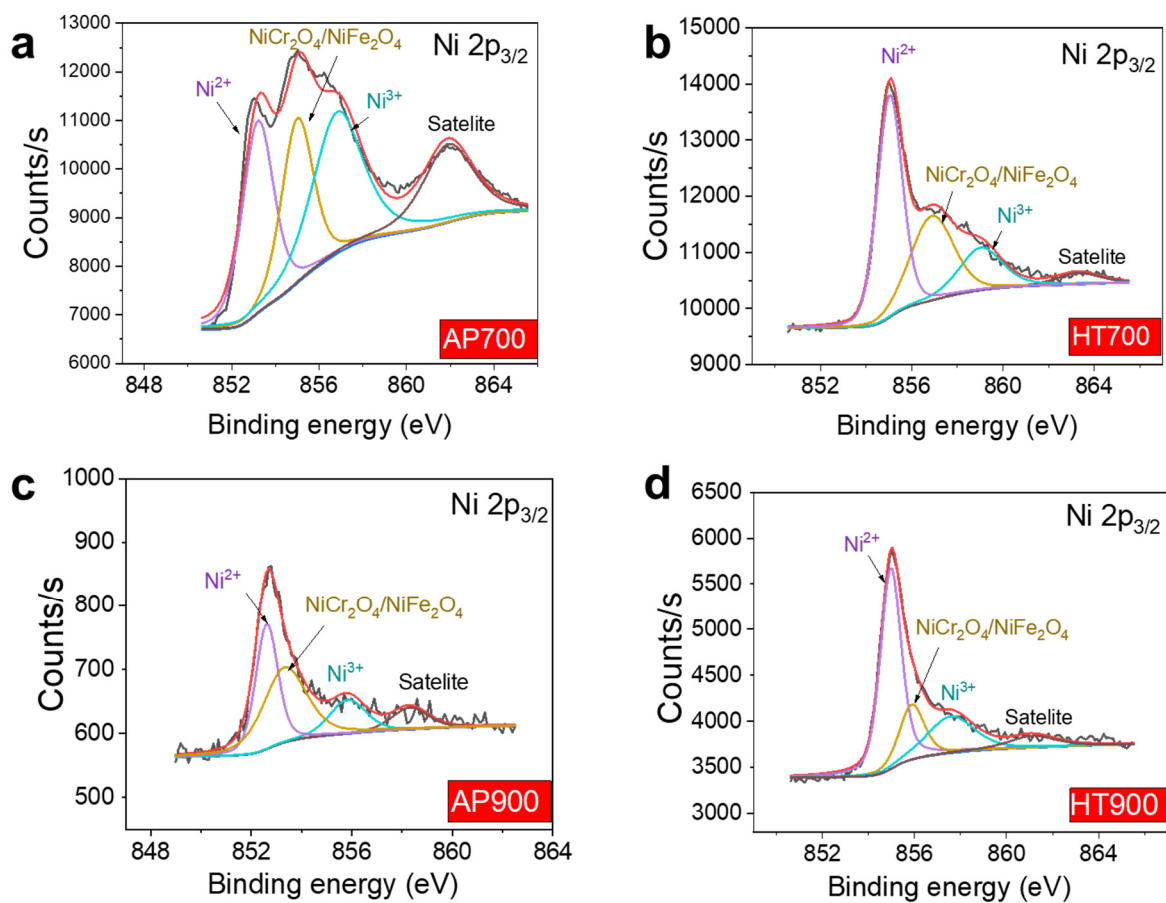 a
Ni 2p3/2
NiCr2O4/NiFe2O4
Ni2+
Ni3+
Satelite
AP700
13000
12000
11000
10000
9000
8000
7000
6000
848
852
856
860
864
Counts/s
Binding energy (eV)
b
Ni 2p3/2
Ni2+
NiCr2O4/NiFe2O4
Ni3+
Satelite
HT700
15000
14000
13000
12000
11000
10000
9000
852
856
860
864
Counts/s
Binding energy (eV)
c
Ni 2p3/2
Ni2+
NiCr2O4/NiFe2O4
Ni3+
Satelite
AP900
1000
900
800
700
600
500
848
852
856
860
864
Counts/s
Binding energy (eV)
d
Ni 2p3/2
Ni2+
NiCr2O4/NiFe2O4
Ni3+
Satelite
HT900
6500
6000
5500
5000
4500
4000
3500
3000
852
856
860
864
Counts/s
Binding energy (eV)